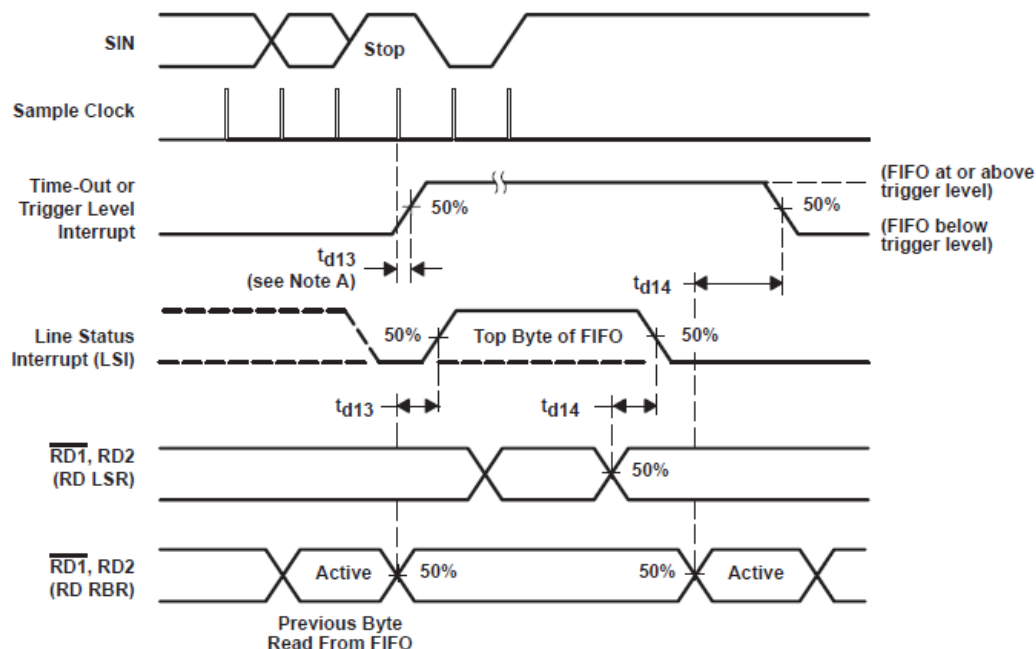 SIN
Stop
Sample Clock
Time-Out or
Trigger Level
Interrupt
50%
50%
(FIFO at or above
trigger level)
(FIFO below
trigger level)
td13
(see Note A)
td14
Line Status
Interrupt (LSI)
50%
Top Byte of FIFO
50%
td13
td14
RD1, RD2
(RD LSR)
50%
RD1, RD2
(RD RBR)
Active
50%
50%
Active
Previous Byte
Read From FIFO